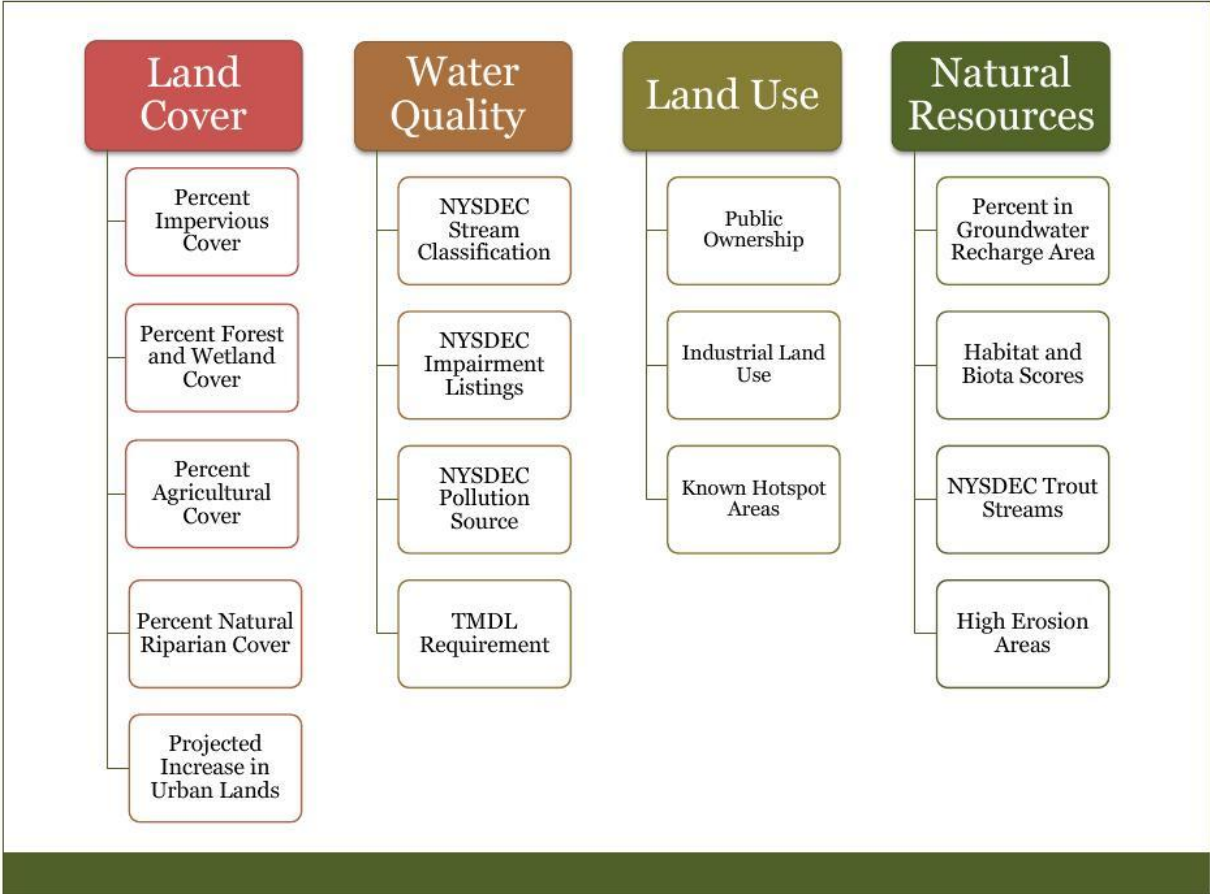 Land
Cover
Percent
Impervious
Cover
Percent Forest
and Wetland
Cover
Percent
Agricultural
Cover
Percent Natural
Riparian Cover
Projected
Increase in
Urban Lands
Water
Quality
NYSDEC
Stream
Classification
NYSDEC
Impairment
Listings
NYSDEC
Pollution
Source
TMDL
Requirement
Land Use
Public
Ownership
Industrial Land
Use
Known Hotspot
Areas
Natural
Resources
Percent in
Groundwater
Recharge Area
Habitat and
Biota Scores
NYSDEC Trout
Streams
High Erosion
Areas